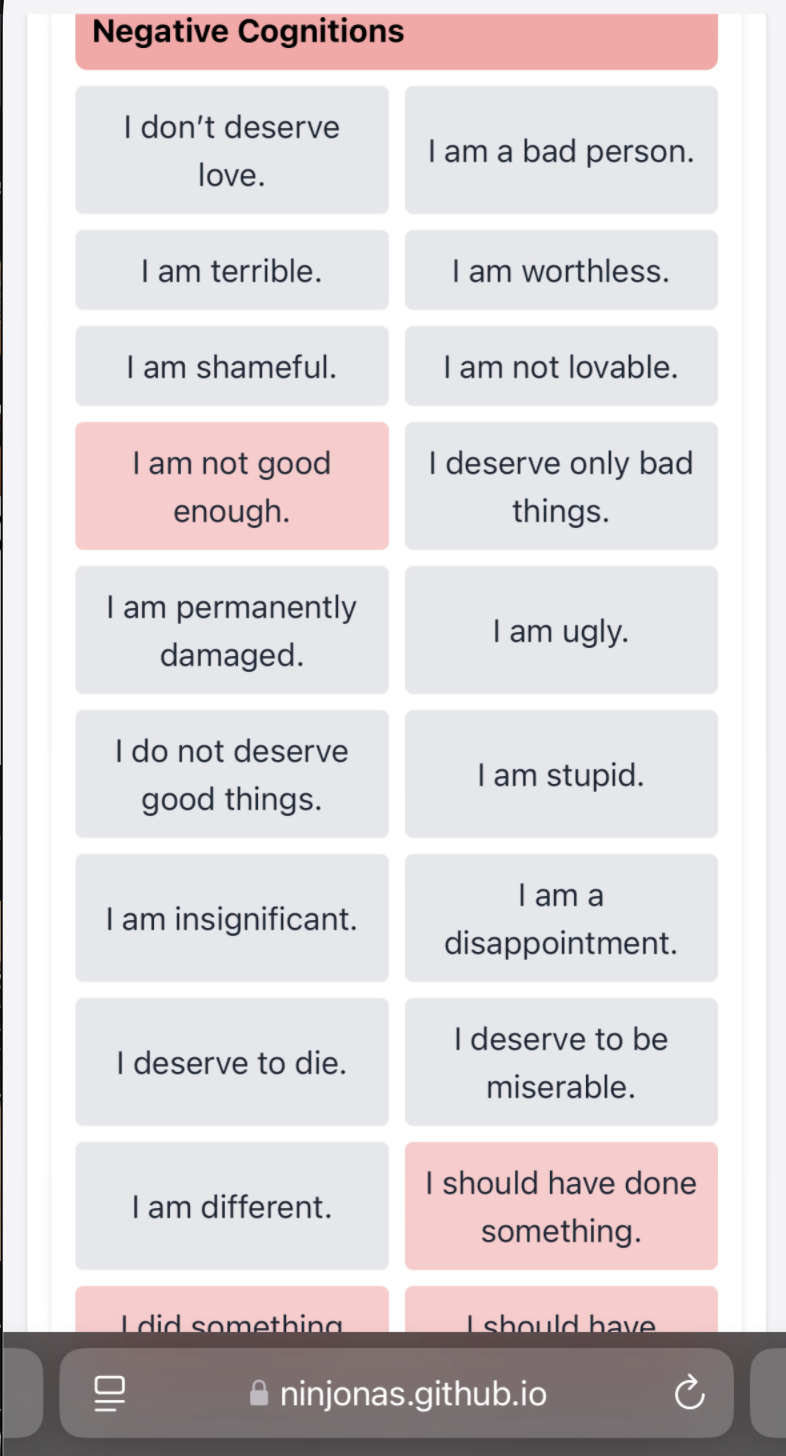 Negative Cognitions
I don't deserve
love.
I am a bad person.
I am terrible.
I am worthless.
I am shameful.
I am not lovable.
I am not good
enough.
I deserve only bad
things.
I am permanently
damaged.
I am ugly.
I do not deserve
good things.
I am stupid.
I am insignificant.
I am a
disappointment.
I deserve to die.
I deserve to be
miserable.
I am different.
I should have done
something.
I did something
I should have
ninjonas.github.io